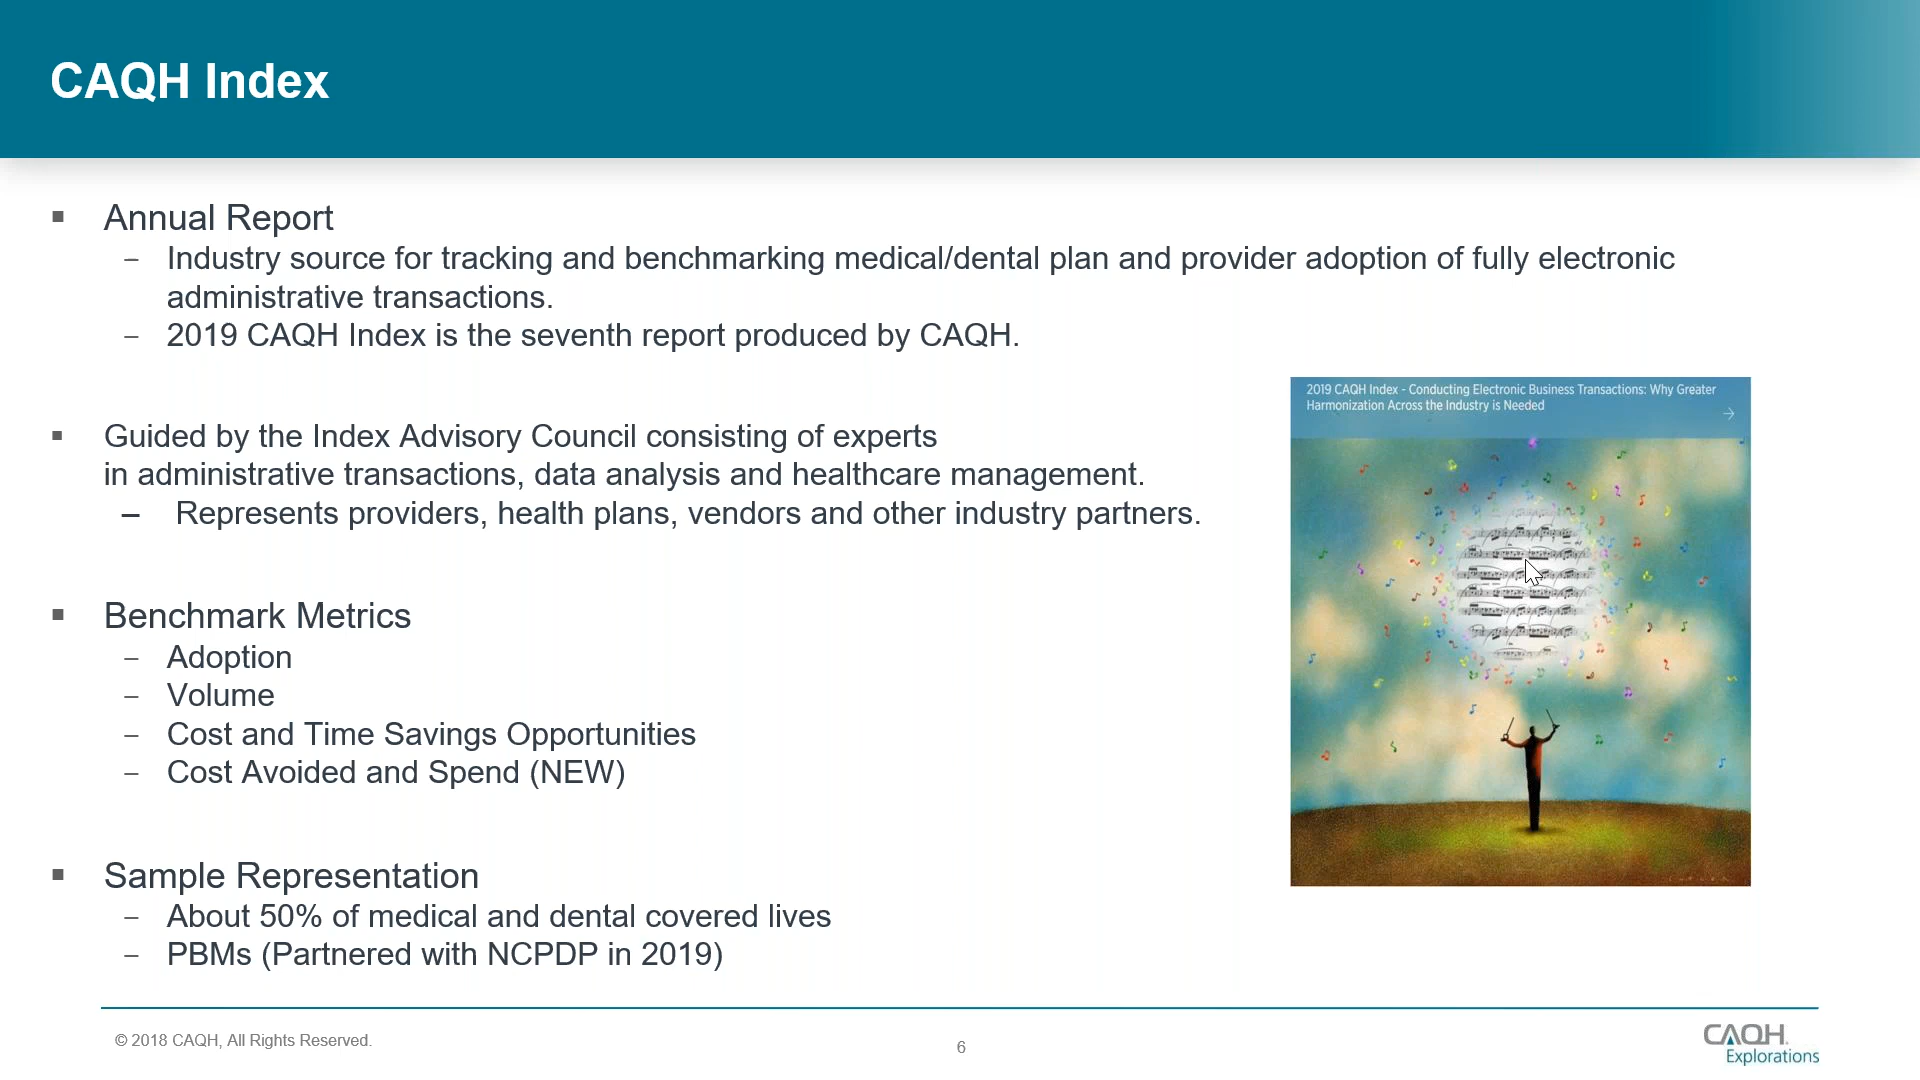 CAQH Index
▪ Annual Report
– Industry source for tracking and benchmarking medical/dental plan and provider adoption of fully electronic
administrative transactions.
– 2019 CAQH Index is the seventh report produced by CAQH.
▪ Guided by the Index Advisory Council consisting of experts
in administrative transactions, data analysis and healthcare management.
– Represents providers, health plans, vendors and other industry partners.
2019 CAQH Index - Conducting Electronic Business Transactions: Why Greater
Harmonization Across the Industry is Needed
▪ Benchmark Metrics
– Adoption
– Volume
– Cost and Time Savings Opportunities
– Cost Avoided and Spend (NEW)
▪ Sample Representation
– About 50% of medical and dental covered lives
– PBMs (Partnered with NCPDP in 2019)
© 2018 CAQH, All Rights Reserved.
6
CAQH.
Explorations